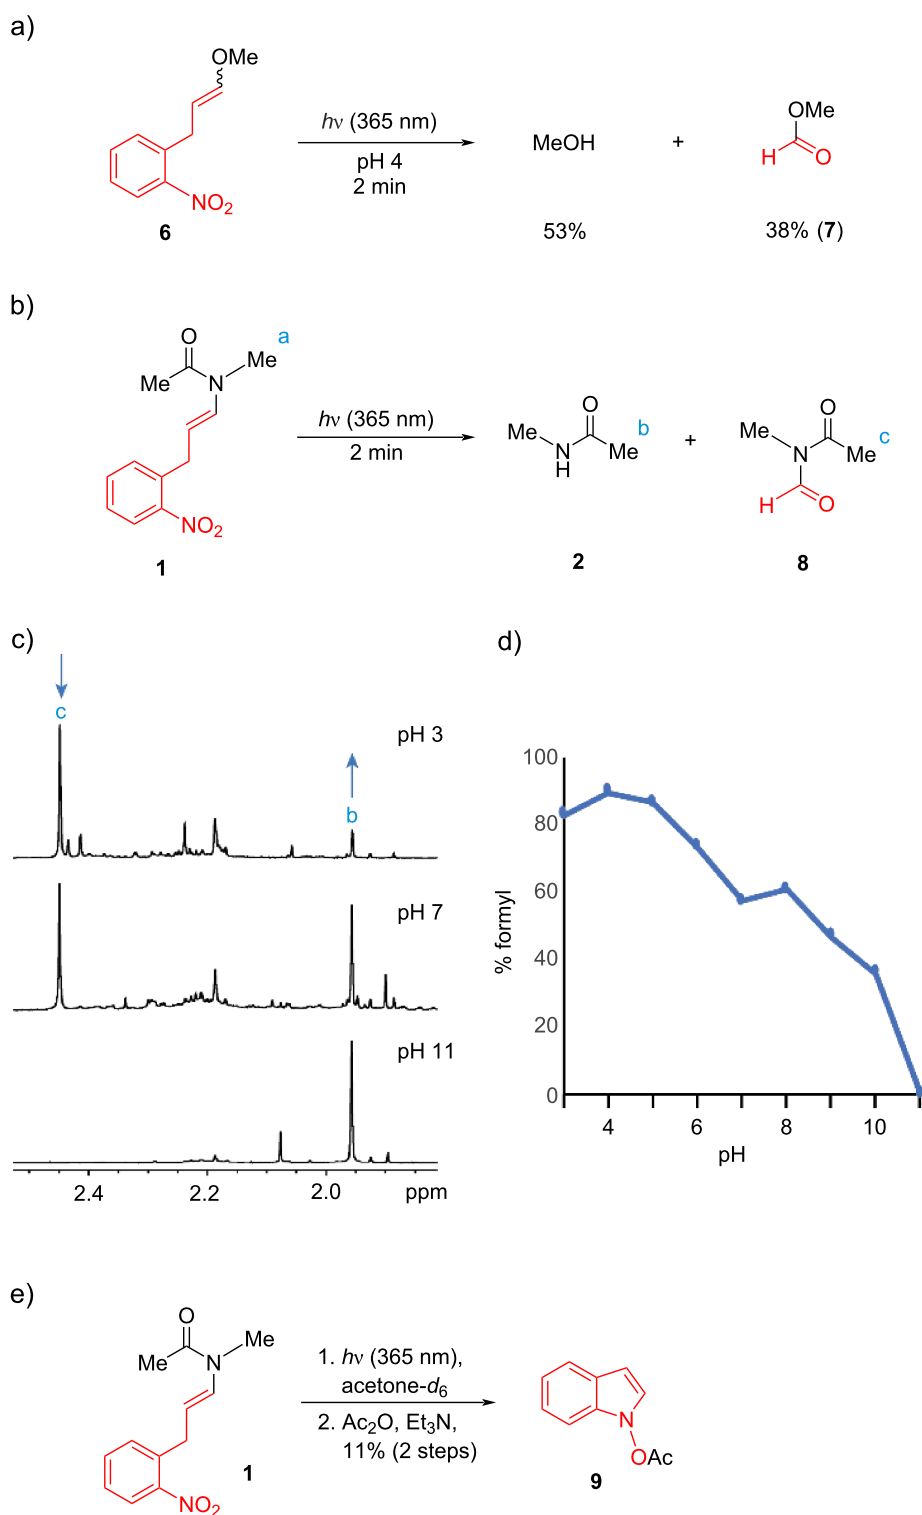 a)
OMe
NO2
6
hν (365 nm)
pH 4
2 min
MeOH
+
OMe
H
O
53%
38% (7)
b)
O
Me
a
Me
N
NO2
1
hν (365 nm)
2 min
O
Me
N
H
Me
b
+
O
Me
N
Me
c
H
O
2
8
c)
c
pH 3
b
pH 7
pH 11
2.4
2.2
2.0
ppm
d)
100
80
60
40
20
0
% formyl
4
6
8
10
pH
e)
O
Me
Me
N
NO2
1
1. hν (365 nm),
acetone-d6
2. Ac2O, Et3N,
11% (2 steps)
N
OAc
9